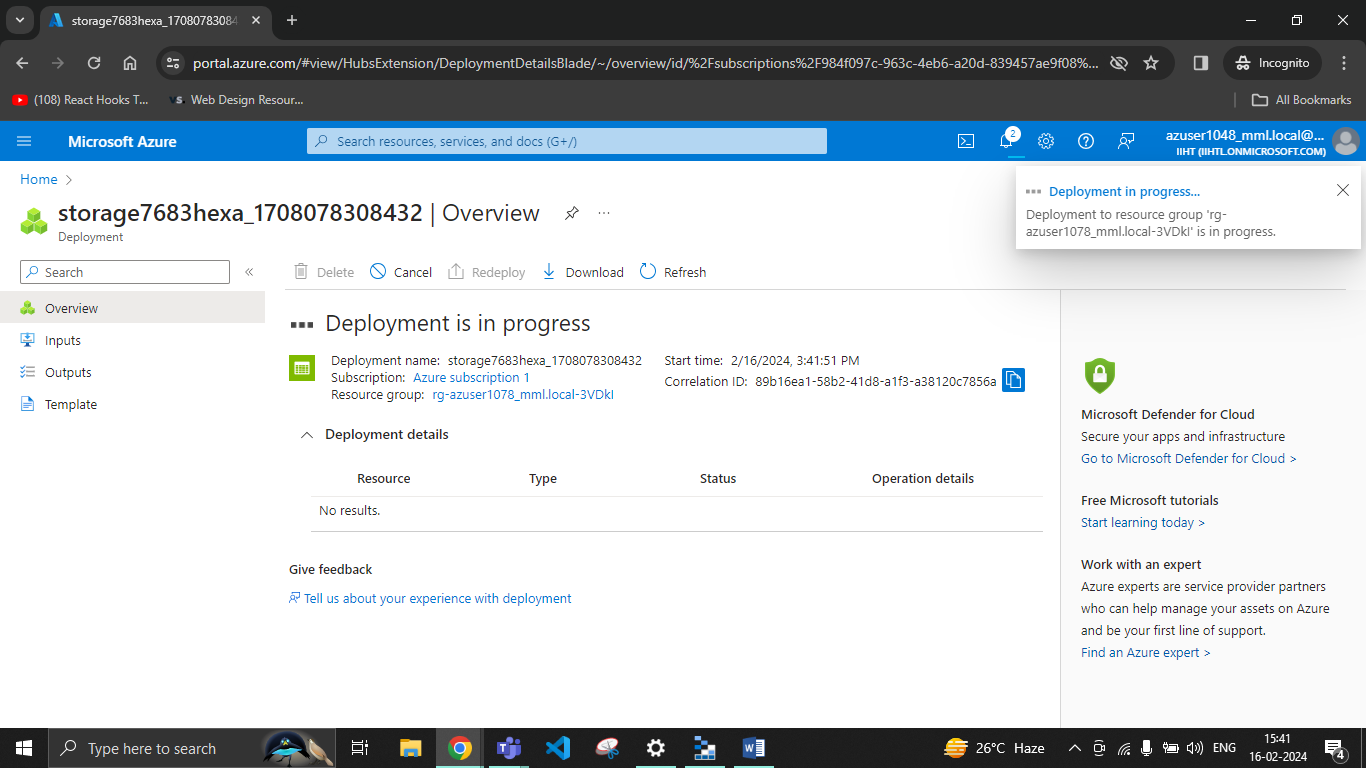 storage7683hexa_1708078308
portal.azure.com/#view/HubsExtension/DeploymentDetailsBlade/~/overview/id/%2Fsubscriptions%2F984f097c-963c-4eb6-a20d-839457ae9f08%...
Incognito
(108) React Hooks T...
Web Design Resour...
All Bookmarks
Microsoft Azure
Search resources, services, and docs (G+/)
2
azuser1048_mml.local@...
IIHT (IIHTL.ONMICROSOFT.COM)
Home
Deployment in progress...
Deployment to resource group 'rg-
azuser1078_mml.local-3VDkI' is in progress.
storage7683hexa_1708078308432 | Overview
Deployment
Search
Delete
Cancel
Redeploy
Download
Refresh
Overview
Inputs
Outputs
Template
Deployment is in progress
Deployment name: storage7683hexa_1708078308432
Subscription: Azure subscription 1
Resource group: rg-azuser1078_mml.local-3VDkI
Start time: 2/16/2024, 3:41:51 PM
Correlation ID: 89b16ea1-58b2-41d8-a1f3-a38120c7856a
Deployment details
Resource Type Status Operation details
No results.
Give feedback
Tell us about your experience with deployment
Microsoft Defender for Cloud
Secure your apps and infrastructure
Go to Microsoft Defender for Cloud >
Free Microsoft tutorials
Start learning today >
Work with an expert
Azure experts are service provider partners
who can help manage your assets on Azure
and be your first line of support.
Find an Azure expert >
Type here to search
26°C Haze
ENG
15:41
16-02-2024
4